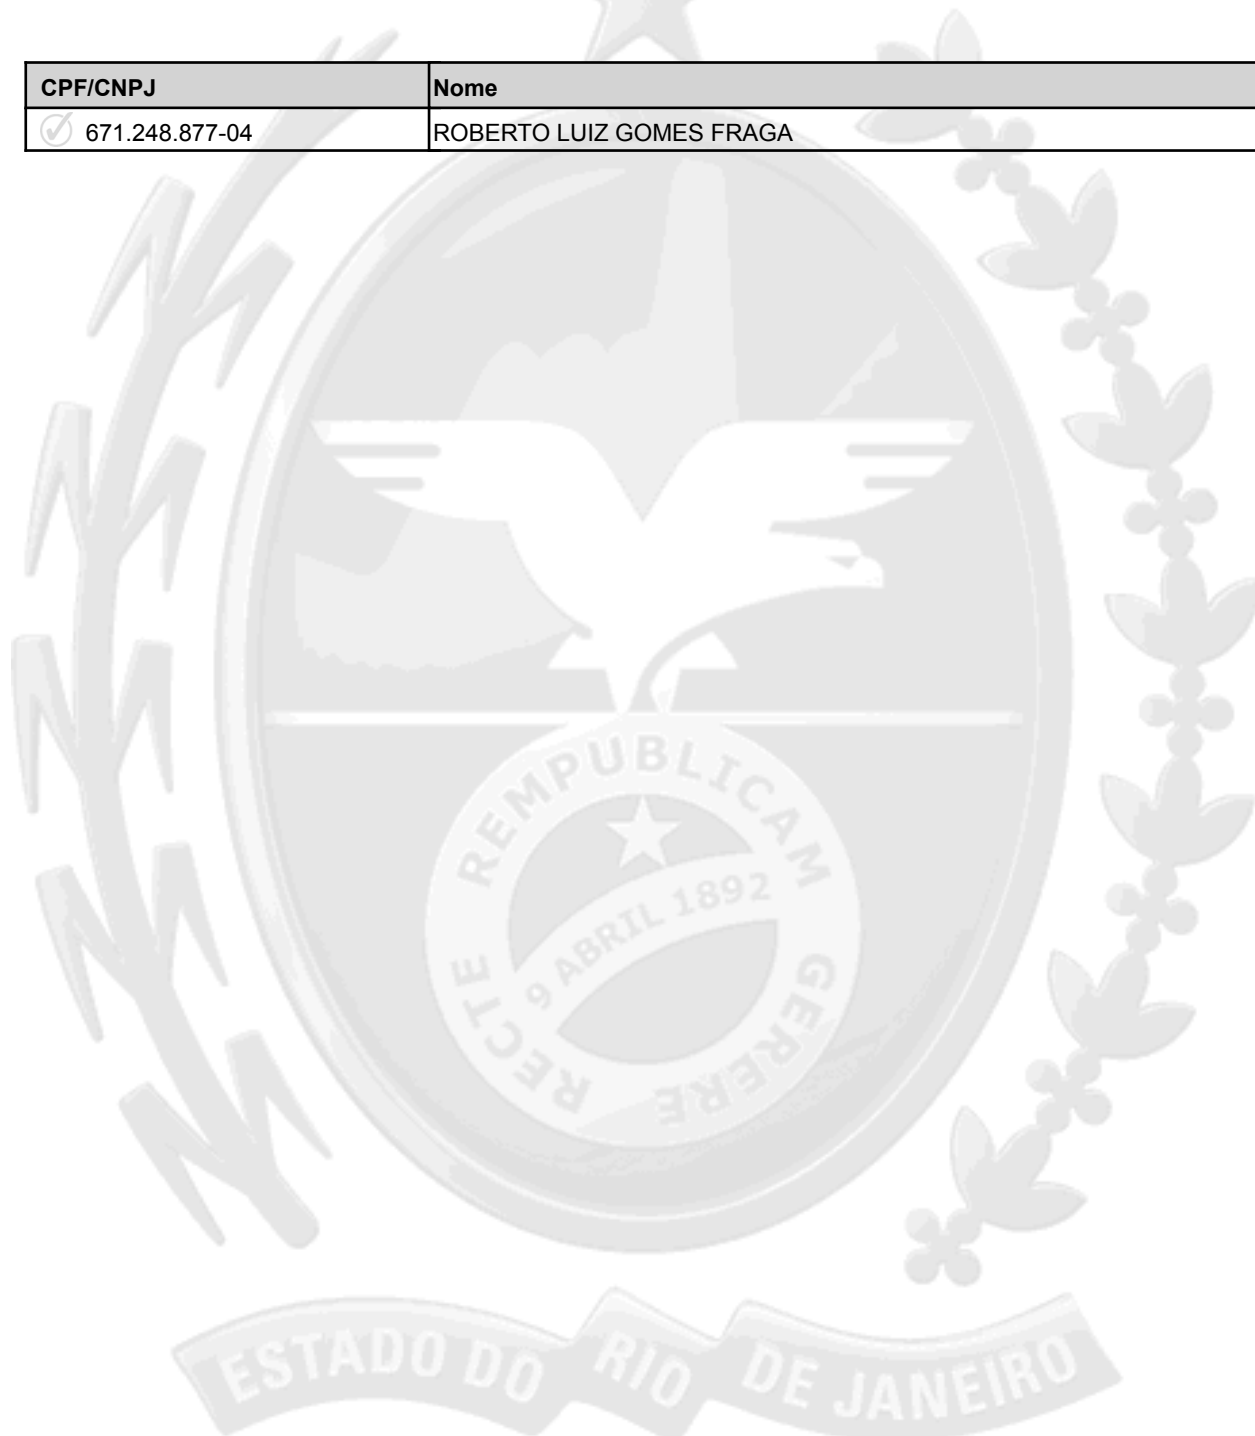 CPF/CNPJ Nome
671.248.877-04 ROBERTO LUIZ GOMES FRAGA
REMPUBLICAM
9 ABRIL 1892
RECTE GERERE
ESTADO DO RIO DE JANEIRO